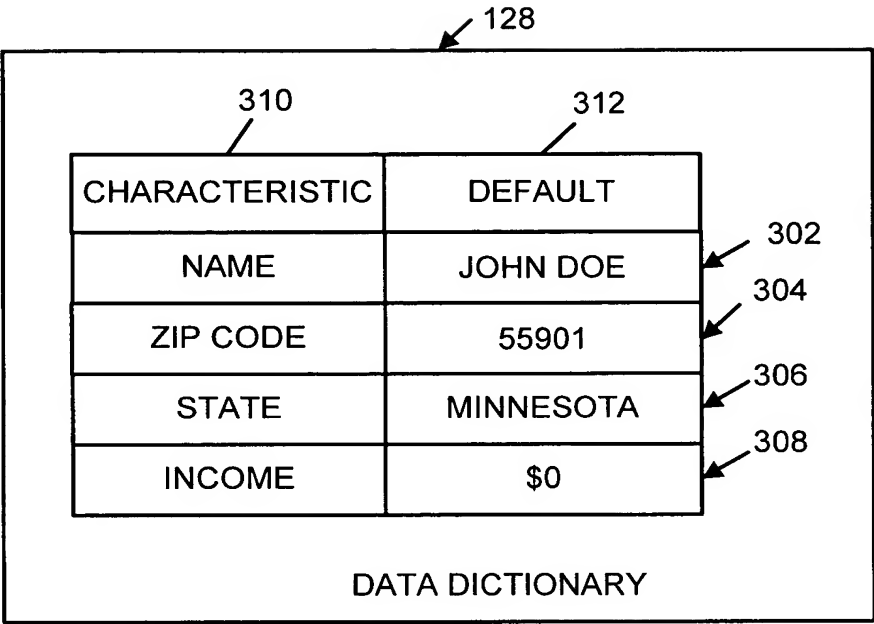 128
310 312
CHARACTERISTIC DEFAULT
NAME JOHN DOE 302
ZIP CODE 55901 304
STATE MINNESOTA 306
INCOME $0 308
DATA DICTIONARY